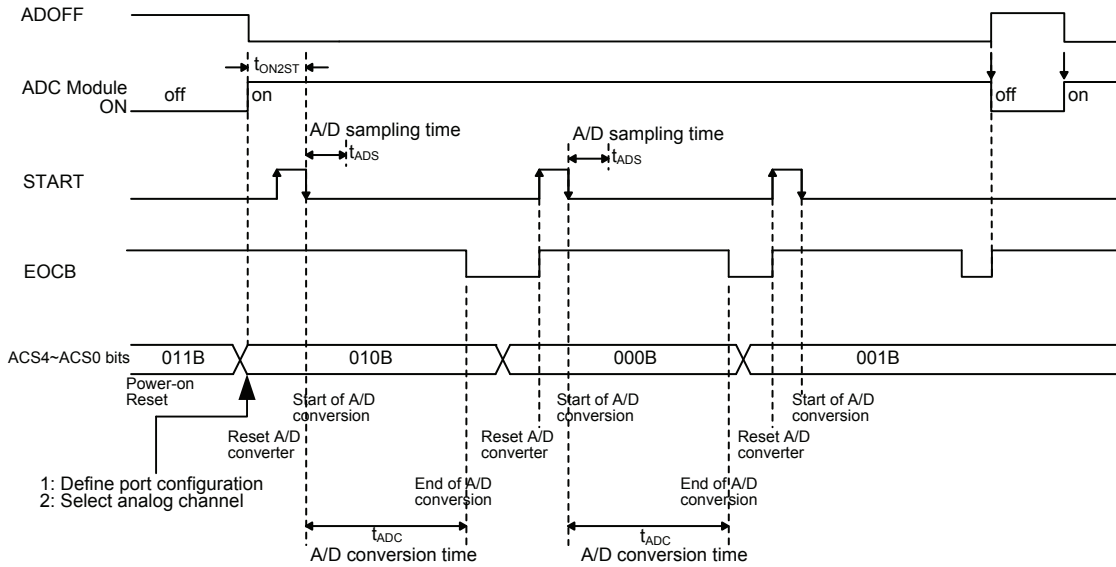 ADOFF
tON2ST
ADC Module
ON
off
on
off
on
A/D sampling time
tADS
A/D sampling time
tADS
START
EOCB
ACS4~ACS0 bits
011B
010B
000B
001B
Power-on
Reset
Start of A/D
conversion
Start of A/D
conversion
Start of A/D
conversion
Reset A/D
converter
Reset A/D
converter
Reset A/D
converter
1: Define port configuration
2: Select analog channel
End of A/D
conversion
End of A/D
conversion
tADC
A/D conversion time
tADC
A/D conversion time